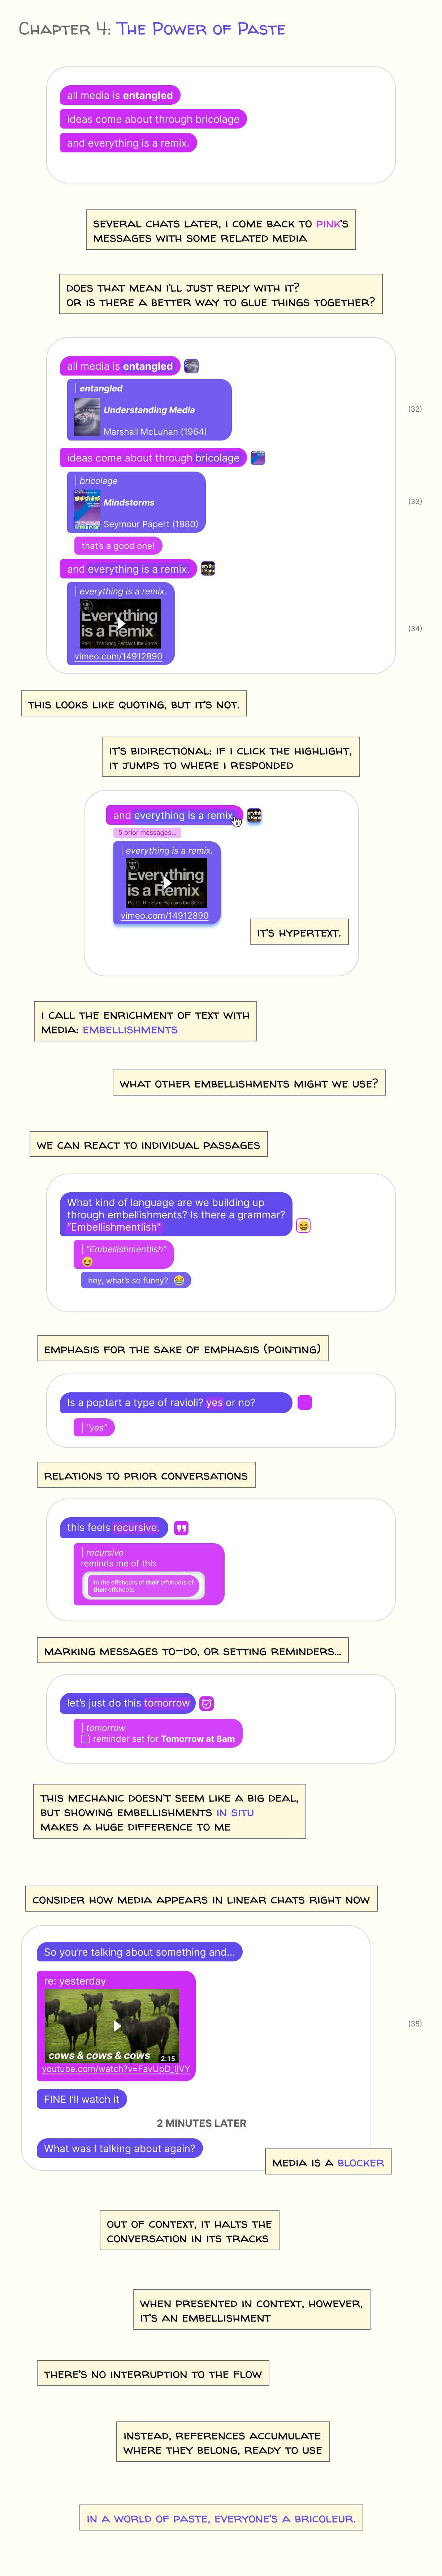 Chapter 4: The Power of Paste
all media is entangled
ideas come about through bricolage
and everything is a remix.
several chats later, i come back to pink's
messages with some related media
does that mean i'll just reply with it?
or is there a better way to glue things together?
all media is entangled
| entangled
Understanding Media
Marshall McLuhan (1964)
(32)
ideas come about through bricolage
| bricolage
Mindstorms
Seymour Papert (1980)
(33)
that's a good one!
and everything is a remix.
| everything is a remix.
Everything
is a Remix
Part 1: The Song Remains the Same
vimeo.com/14912890
(34)
this looks like quoting, but it's not.
it's bidirectional: if i click the highlight,
it jumps to where i responded
and everything is a remix.
5 prior messages...
| everything is a remix.
Everything
is a Remix
Part 1: The Song Remains the Same
vimeo.com/14912890
it's hypertext.
i call the enrichment of text with
media: embellishments
what other embellishments might we use?
we can react to individual passages
What kind of language are we building up
through embellishments? Is there a grammar?
"Embellishmentlish"
| "Embellishmentlish"
hey, what's so funny?
emphasis for the sake of emphasis (pointing)
Is a poptart a type of ravioli? yes or no?
| "yes"
relations to prior conversations
this feels recursive.
| recursive
reminds me of this
to the offshoots of their offshoots of
their offshoots
marking messages to-do, or setting reminders...
let's just do this tomorrow
| tomorrow
reminder set for Tomorrow at 8am
this mechanic doesn't seem like a big deal,
but showing embellishments in situ
makes a huge difference to me
consider how media appears in linear chats right now
So you're talking about something and...
re: yesterday
cows & cows & cows
2:15
youtube.com/watch?v=FavUpD_IjVY
(35)
FINE I'll watch it
2 MINUTES LATER
What was I talking about again?
media is a blocker
out of context, it halts the
conversation in its tracks
when presented in context, however,
it's an embellishment
there's no interruption to the flow
instead, references accumulate
where they belong, ready to use
in a world of paste, everyone's a bricoleur.